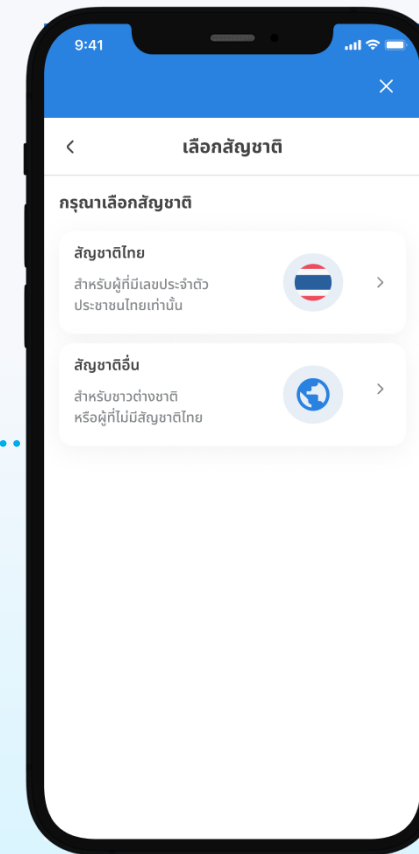 9:41
เลือกสัญชาติ
กรุณาเลือกสัญชาติ
สัญชาติไทย
สำหรับผู้ที่มีเลขประจำตัว
ประชาชนไทยเท่านั้น
สัญชาติอื่น
สำหรับชาวต่างชาติ
หรือผู้ที่ไม่มีสัญชาติไทย